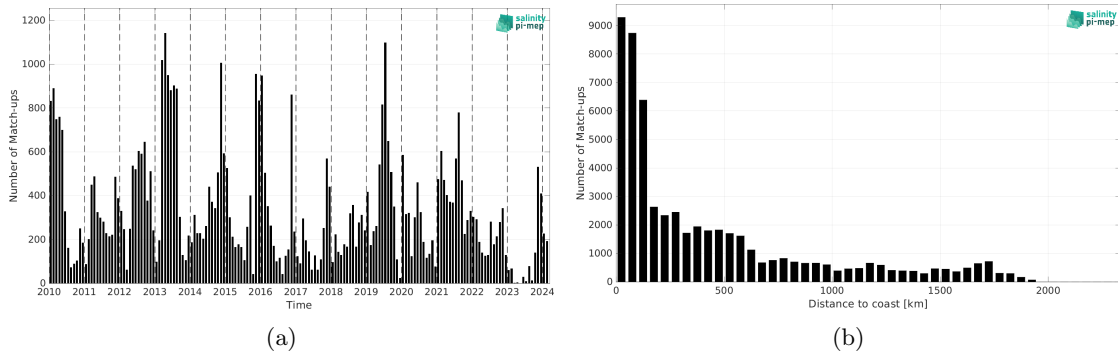 salinity
pi-mep
1200
1000
800
600
400
200
0
Number of Match-ups
2010 2011 2012 2013 2014 2015 2016 2017 2018 2019 2020 2021 2022 2023 2024
Time
(a)
salinity
pi-mep
9000
8000
7000
6000
5000
4000
3000
2000
1000
0
Number of Match-ups
0 500 1000 1500 2000
Distance to coast [km]
(b)